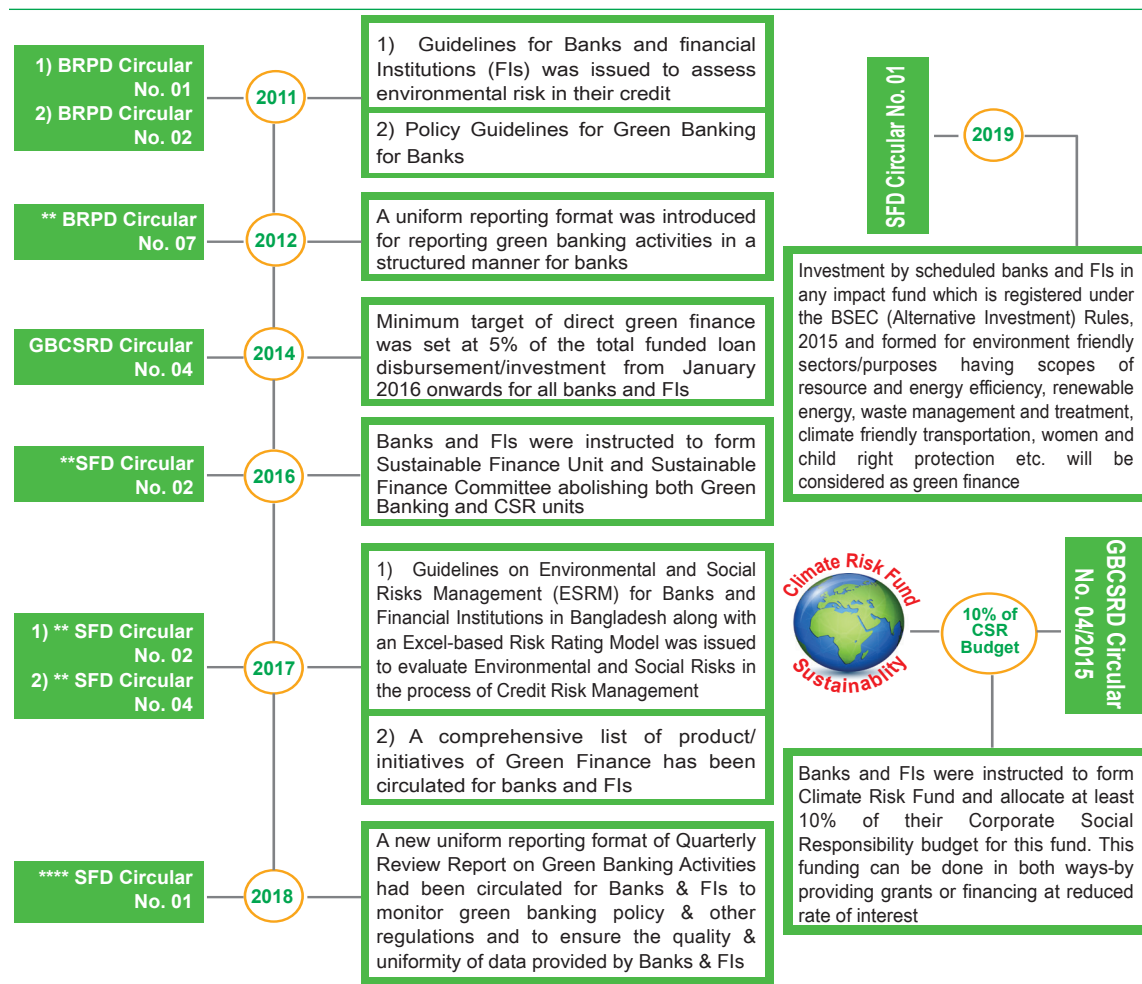 1) BRPD Circular
No. 01
2) BRPD Circular
No. 02
2011
1) Guidelines for Banks and financial
Institutions (FIs) was issued to assess
environmental risk in their credit
2) Policy Guidelines for Green Banking
for Banks
** BRPD Circular
No. 07
2012
A uniform reporting format was introduced
for reporting green banking activities in a
structured manner for banks
GBCSRD Circular
No. 04
2014
Minimum target of direct green finance
was set at 5% of the total funded loan
disbursement/investment from January
2016 onwards for all banks and FIs
**SFD Circular
No. 02
2016
Banks and FIs were instructed to form
Sustainable Finance Unit and Sustainable
Finance Committee abolishing both Green
Banking and CSR units
1) ** SFD Circular
No. 02
2) ** SFD Circular
No. 04
2017
1) Guidelines on Environmental and Social
Risks Management (ESRM) for Banks and
Financial Institutions in Bangladesh along with
an Excel-based Risk Rating Model was issued
to evaluate Environmental and Social Risks in
the process of Credit Risk Management
2) A comprehensive list of product/
initiatives of Green Finance has been
circulated for banks and FIs
**** SFD Circular
No. 01
2018
A new uniform reporting format of Quarterly
Review Report on Green Banking Activities
had been circulated for Banks & FIs to
monitor green banking policy & other
regulations and to ensure the quality &
uniformity of data provided by Banks & FIs
SFD Circular No. 01
2019
Investment by scheduled banks and FIs in
any impact fund which is registered under
the BSEC (Alternative Investment) Rules,
2015 and formed for environment friendly
sectors/purposes having scopes of
resource and energy efficiency, renewable
energy, waste management and treatment,
climate friendly transportation, women and
child right protection etc. will be
considered as green finance
Climate Risk Fund
Sustainablity
10% of
CSR
Budget
GBCSRD Circular
No. 04/2015
Banks and FIs were instructed to form
Climate Risk Fund and allocate at least
10% of their Corporate Social
Responsibility budget for this fund. This
funding can be done in both ways-by
providing grants or financing at reduced
rate of interest